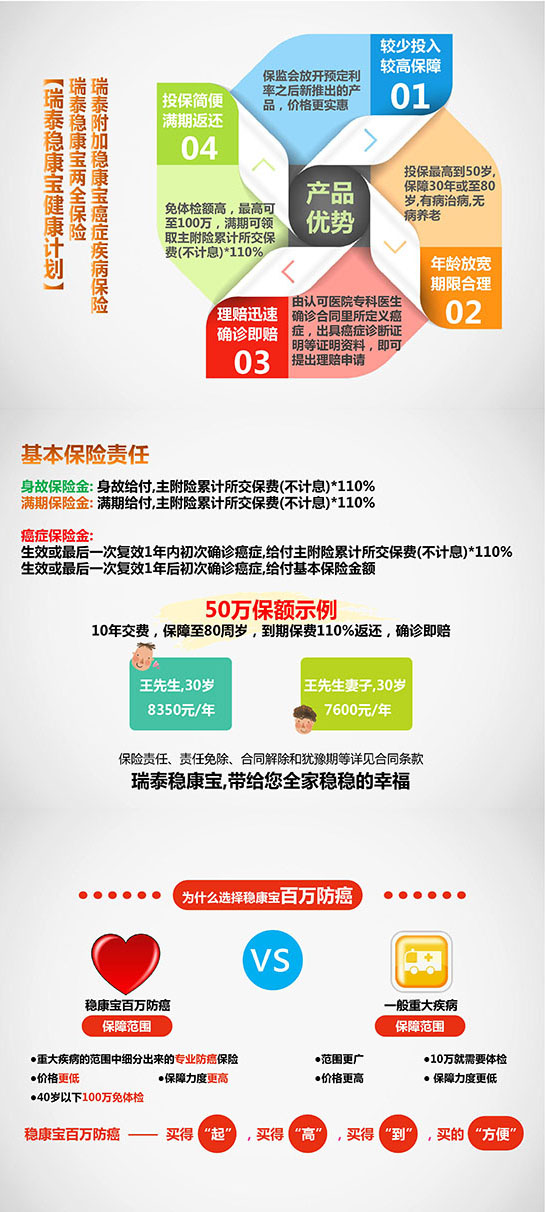 瑞泰附加稳康宝癌症疾病保险
瑞泰稳康宝两全保险
【瑞泰稳康宝健康计划】
较少投入
较高保障
01
保监会放开预定利
率之后新推出的产
品，价格更实惠
投保简便
满期返还
04
产品
优势
投保最高到50岁,
保障30年或至80
岁,有病治病,无
病养老
免体检额高，最高可
至100万，满期可领
取主附险累计所交保
费(不计息)*110%
年龄放宽
期限合理
02
理赔迅速
确诊即赔
03
由认可医院专科医生
确诊合同里所定义癌
症，出具癌症诊断证
明等证明资料，即可
提出理赔申请
基本保险责任
身故保险金: 身故给付,主附险累计所交保费(不计息)*110%
满期保险金: 满期给付,主附险累计所交保费(不计息)*110%
癌症保险金:
生效或最后一次复效1年内初次确诊癌症,给付主附险累计所交保费(不计息)*110%
生效或最后一次复效1年后初次确诊癌症,给付基本保险金额
50万保额示例
10年交费，保障至80周岁，到期保费110%返还，确诊即赔
王先生,30岁
8350元/年
王先生妻子,30岁
7600元/年
保险责任、责任免除、合同解除和犹豫期等详见合同条款
瑞泰稳康宝,带给您全家稳稳的幸福
为什么选择稳康宝百万防癌
VS
稳康宝百万防癌
保障范围
一般重大疾病
保障范围
●重大疾病的范围中细分出来的专业防癌保险
●价格更低 ●保障力度更高
●40岁以下100万免体检
●范围更广 ●10万就需要体检
●价格更高 ●保障力度更低
稳康宝百万防癌 —— 买得“起”，买得“高”，买得“到”，买的“方便”